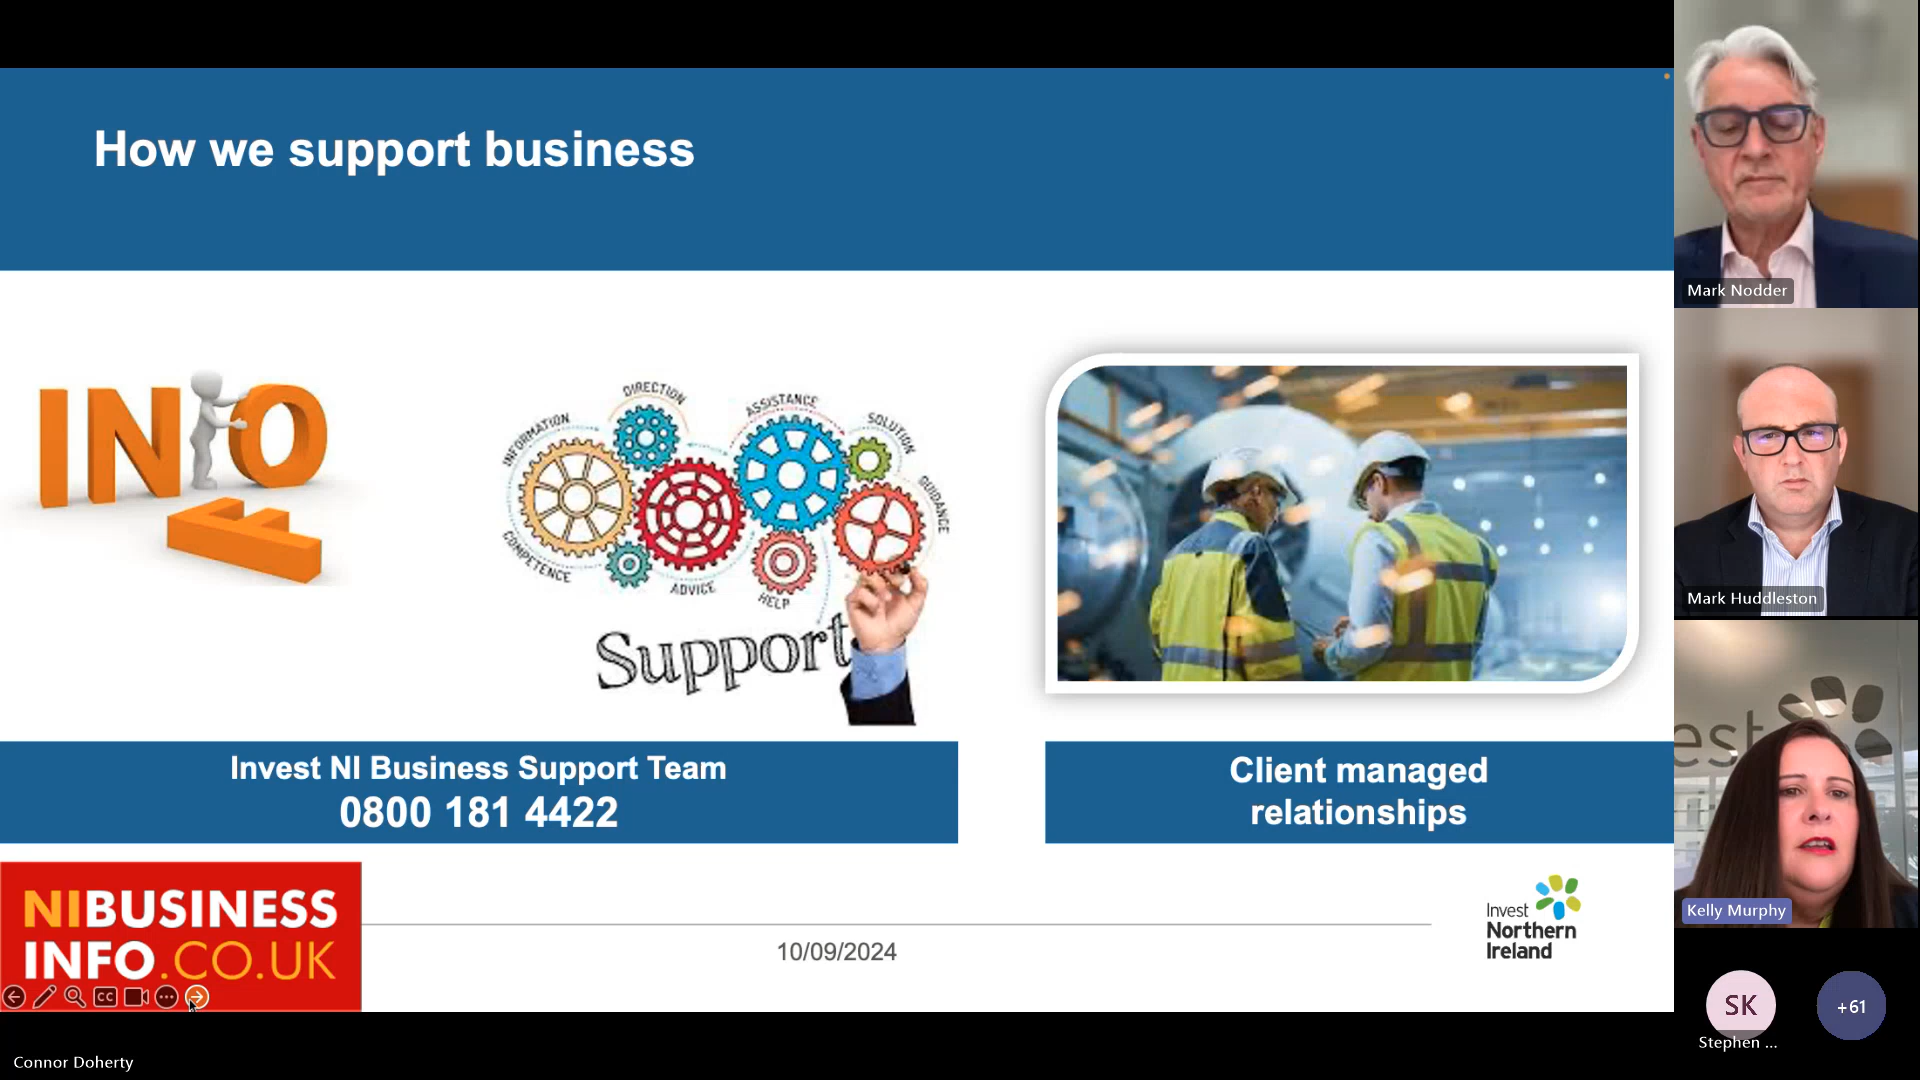 How we support business
INFO
INFORMATION
DIRECTION
ASSISTANCE
SOLUTION
GUIDANCE
COMPETENCE
ADVICE
HELP
Support
Invest NI Business Support Team
0800 181 4422
Client managed
relationships
NIBUSINESS
INFO.CO.UK
10/09/2024
Invest
Northern
Ireland
CC
Connor Doherty
Mark Nodder
Mark Huddleston
est
Kelly Murphy
SK
Stephen ...
+61